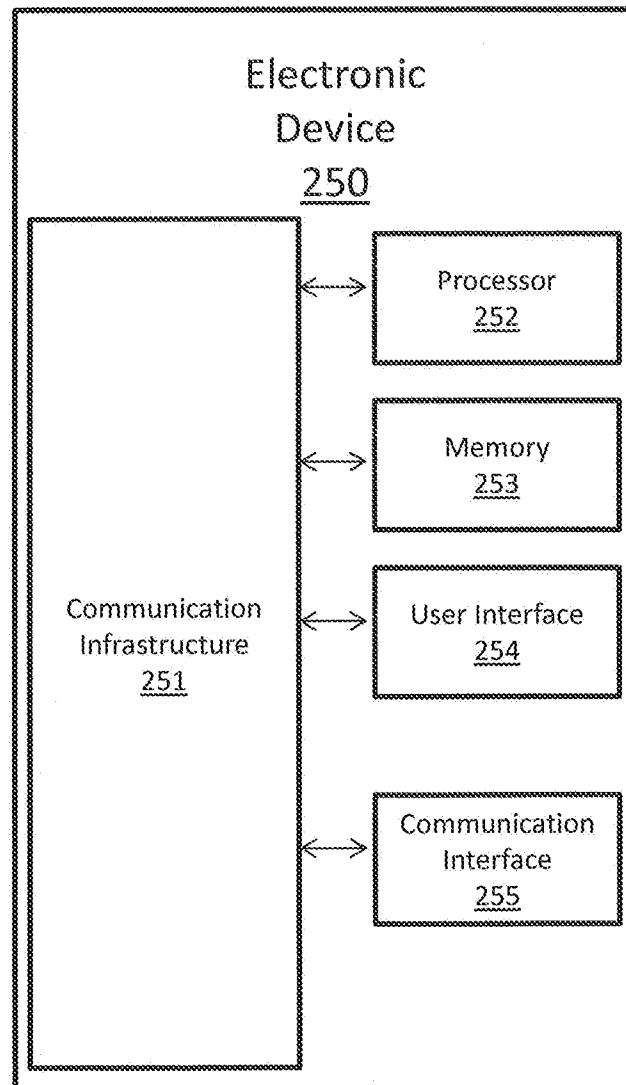 Electronic
Device
250
Processor
252
Memory
253
Communication
Infrastructure
251
User Interface
254
Communication
Interface
255